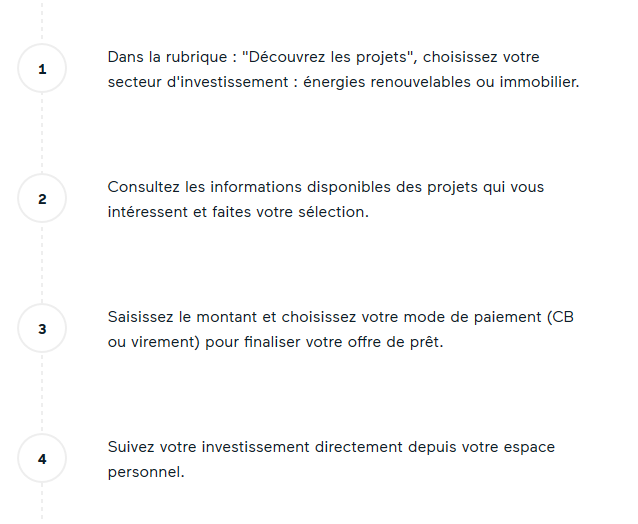 1
Dans la rubrique : "Découvrez les projets", choisissez votre
secteur d'investissement : énergies renouvelables ou immobilier.
2
Consultez les informations disponibles des projets qui vous
intéressent et faites votre sélection.
3
Saisissez le montant et choisissez votre mode de paiement (CB
ou virement) pour finaliser votre offre de prêt.
4
Suivez votre investissement directement depuis votre espace
personnel.